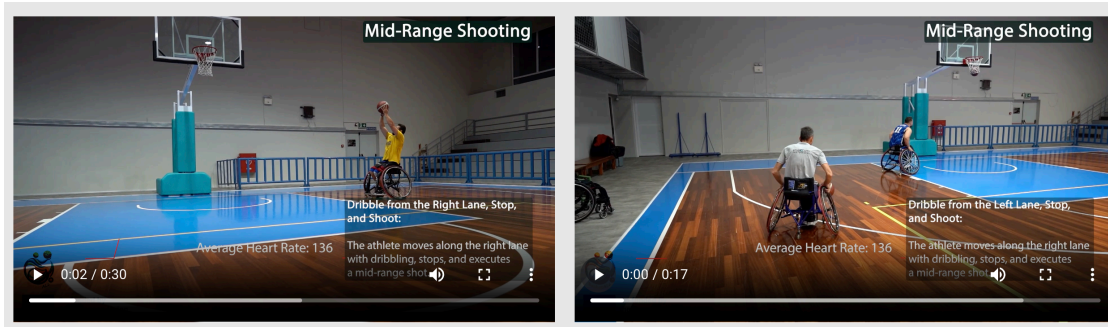 Mid-Range Shooting
Dribble from the Right Lane, Stop,
and Shoot:
Average Heart Rate: 136
The athlete moves along the right lane
with dribbling, stops, and executes
a mid-range shot.
0:02 / 0:30
Mid-Range Shooting
Dribble from the Left Lane, Stop,
and Shoot:
Average Heart Rate: 136
The athlete moves along the right lane
with dribbling, stops, and executes
a mid-range shot.
0:00 / 0:17